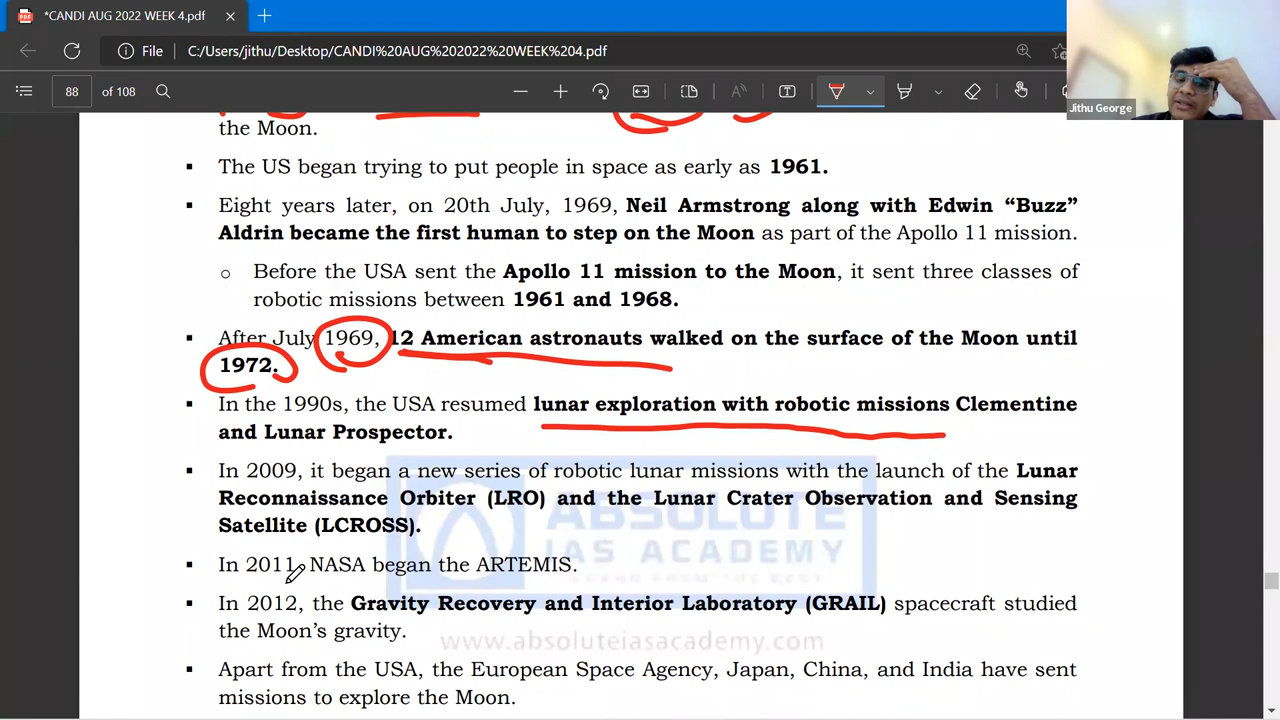 *CANDI AUG 2022 WEEK 4.pdf
File
C:/Users/jithu/Desktop/CANDI%20AUG%202022%20WEEK%204.pdf
88 of 108
Jithu George
the Moon.
▪ The US began trying to put people in space as early as 1961.
▪ Eight years later, on 20th July, 1969, Neil Armstrong along with Edwin “Buzz”
Aldrin became the first human to step on the Moon as part of the Apollo 11 mission.
o Before the USA sent the Apollo 11 mission to the Moon, it sent three classes of
robotic missions between 1961 and 1968.
▪ After July 1969, 12 American astronauts walked on the surface of the Moon until
1972.
▪ In the 1990s, the USA resumed lunar exploration with robotic missions Clementine
and Lunar Prospector.
▪ In 2009, it began a new series of robotic lunar missions with the launch of the Lunar
Reconnaissance Orbiter (LRO) and the Lunar Crater Observation and Sensing
Satellite (LCROSS).
▪ In 2011, NASA began the ARTEMIS.
▪ In 2012, the Gravity Recovery and Interior Laboratory (GRAIL) spacecraft studied
the Moon’s gravity.
▪ Apart from the USA, the European Space Agency, Japan, China, and India have sent
missions to explore the Moon.
ABSOLUTE
IAS ACADEMY
www.absoluteiasacademy.com